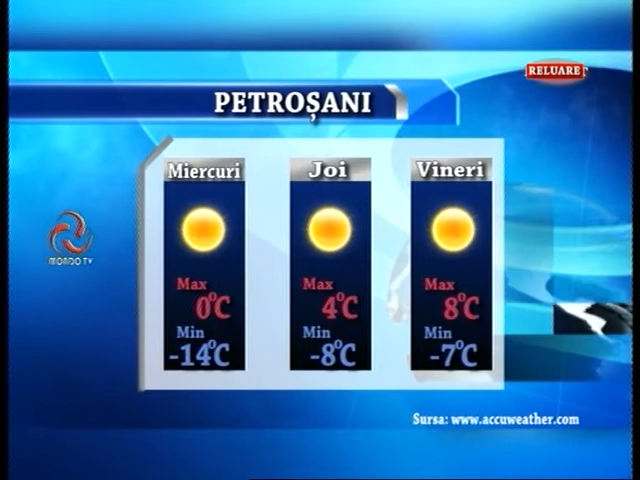 RELUARE
PETROȘANI
Miercuri Joi Vineri
Max Max Max
0°C 4°C 8°C
Min Min Min
-14°C -8°C -7°C
MONDO TV
Sursa: www.accuweather.com